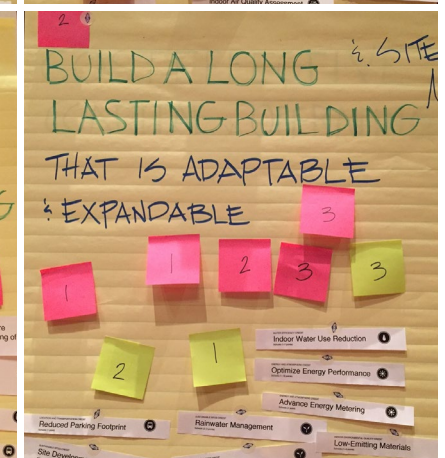 Indoor Air Quality Assessment
2
BUILD A LONG
& SITE
LASTING BUILDING
THAT IS ADAPTABLE
& EXPANDABLE
3
1
1
2
3
3
2
1
Indoor Water Use Reduction
Optimize Energy Performance
Advance Energy Metering
Reduced Parking Footprint
Rainwater Management
Low-Emitting Materials